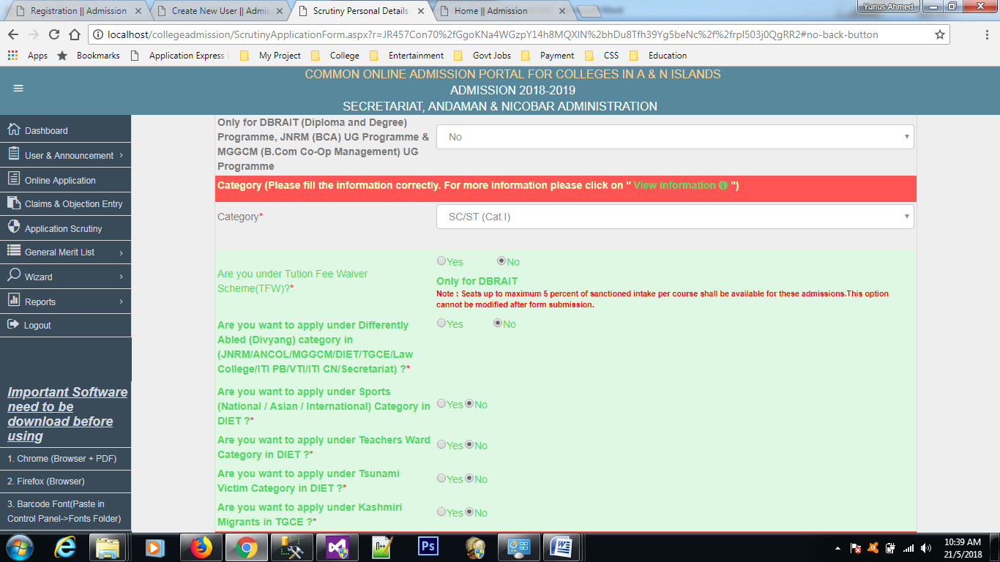 Registration || Admission
Create New User || Admis
Scrutiny Personal Details
Home || Admission
Yunus Ahmed
localhost/collegeadmission/ScrutinyApplicationForm.aspx?r=JR457Con70%2fGgoKNa4WGzpY14h8MQXIN%2bhDu8Tfh39Yg5beNc%2f%2frpl503j0QgRR2#no-back-button
Apps Bookmarks Application Express My Project College Entertainment Govt Jobs Payment CSS Education
COMMON ONLINE ADMISSION PORTAL FOR COLLEGES IN A & N ISLANDS
ADMISSION 2018-2019
SECRETARIAT, ANDAMAN & NICOBAR ADMINISTRATION
Dashboard
User & Announcement
Online Application
Claims & Objection Entry
Application Scrutiny
General Merit List
Wizard
Reports
Logout
Important Software
need to be
download before
using
1. Chrome (Browser + PDF)
2. Firefox (Browser)
3. Barcode Font(Paste in
Control Panel->Fonts Folder)
Only for DBRAIT (Diploma and Degree)
Programme, JNRM (BCA) UG Programme &
MGGCM (B.Com Co-Op Management) UG
Programme
No
Category (Please fill the information correctly. For more information please click on " View information ")
Category*
SC/ST (Cat I)
Are you under Tution Fee Waiver
Scheme(TFW)?*
Yes No
Only for DBRAIT
Note : Seats up to maximum 5 percent of sanctioned intake per course shall be available for these admissions.This option
cannot be modified after form submission.
Are you want to apply under Differently
Abled (Divyang) category in
(JNRM/ANCOL/MGGCM/DIET/TGCE/Law
College/ITI PB/VTI/ITI CN/Secretariat) ?*
Yes No
Are you want to apply under Sports
(National / Asian / International) Category in
DIET ?*
Yes No
Are you want to apply under Teachers Ward
Category in DIET ?*
Yes No
Are you want to apply under Tsunami
Victim Category in DIET ?*
Yes No
Are you want to apply under Kashmiri
Migrants in TGCE ?*
Yes No
Ps
10:39 AM
21/5/2018